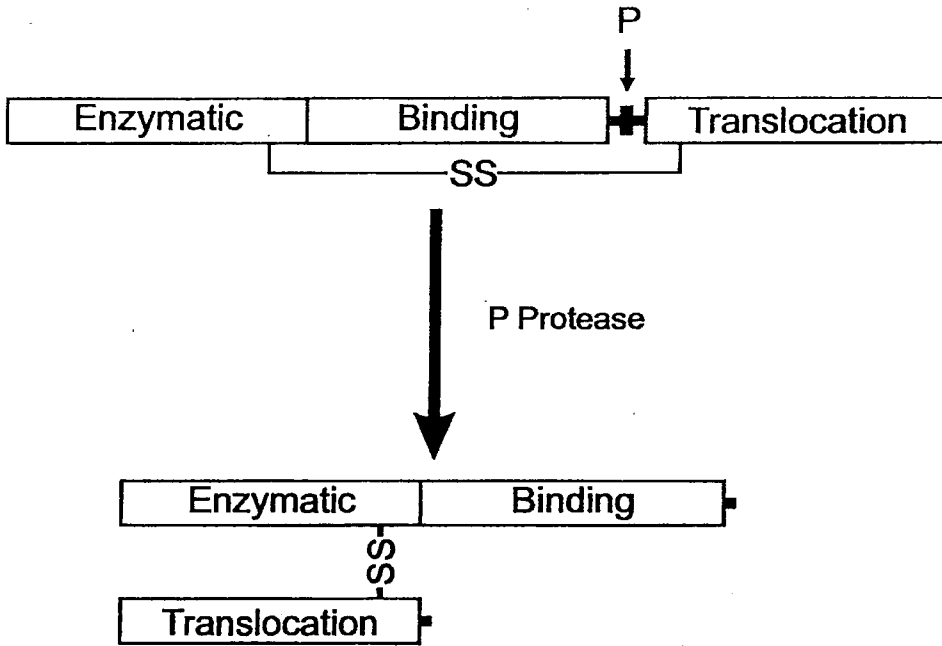 P
Enzymatic Binding Translocation
SS
P Protease
Enzymatic Binding
SS
Translocation